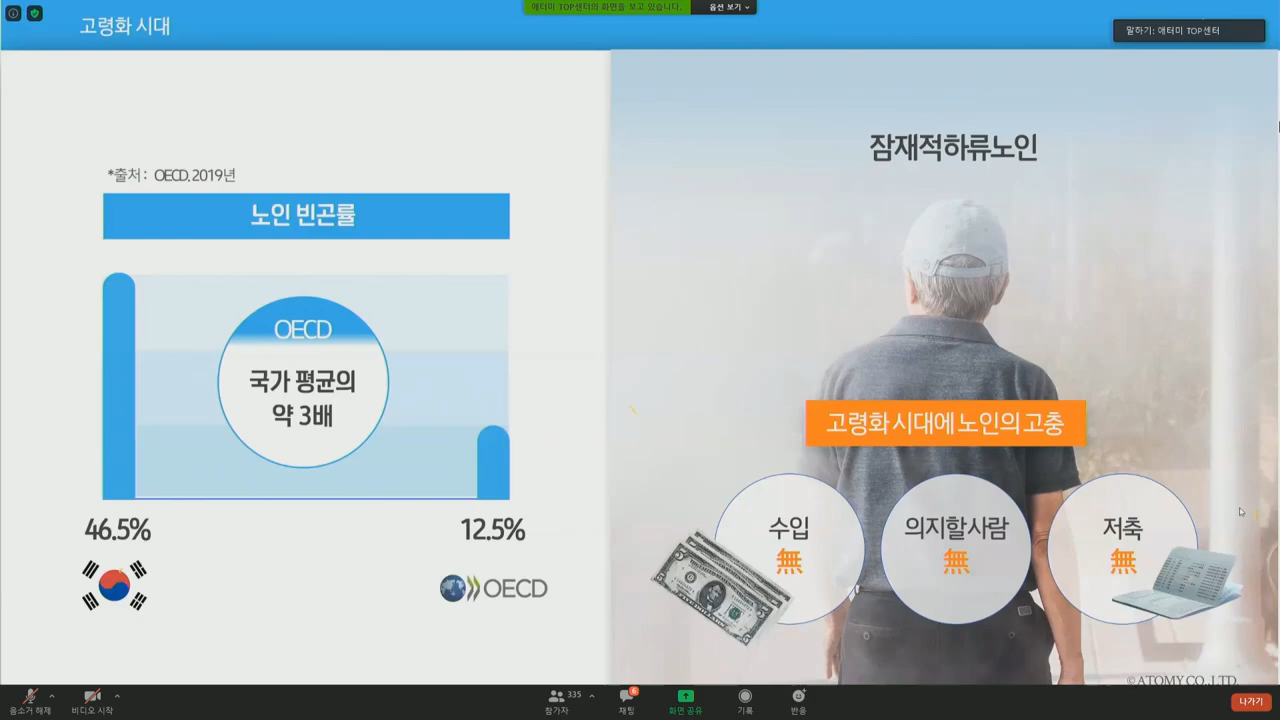 애터미 TOP센터의 화면을 보고 있습니다.
옵션 보기
고령화 시대
말하기: 애터미 TOP센터
*출처 : OECD, 2019년
노인 빈곤률
OECD
국가 평균의
약 3배
46.5%
12.5%
OECD
잠재적하류노인
고령화 시대에 노인의 고충
수입
無
의지할 사람
無
저축
無
©ATOMY CO.,LTD.
음소거 해제
비디오 시작
335
참가자
6
채팅
화면 공유
기록
반응
나가기